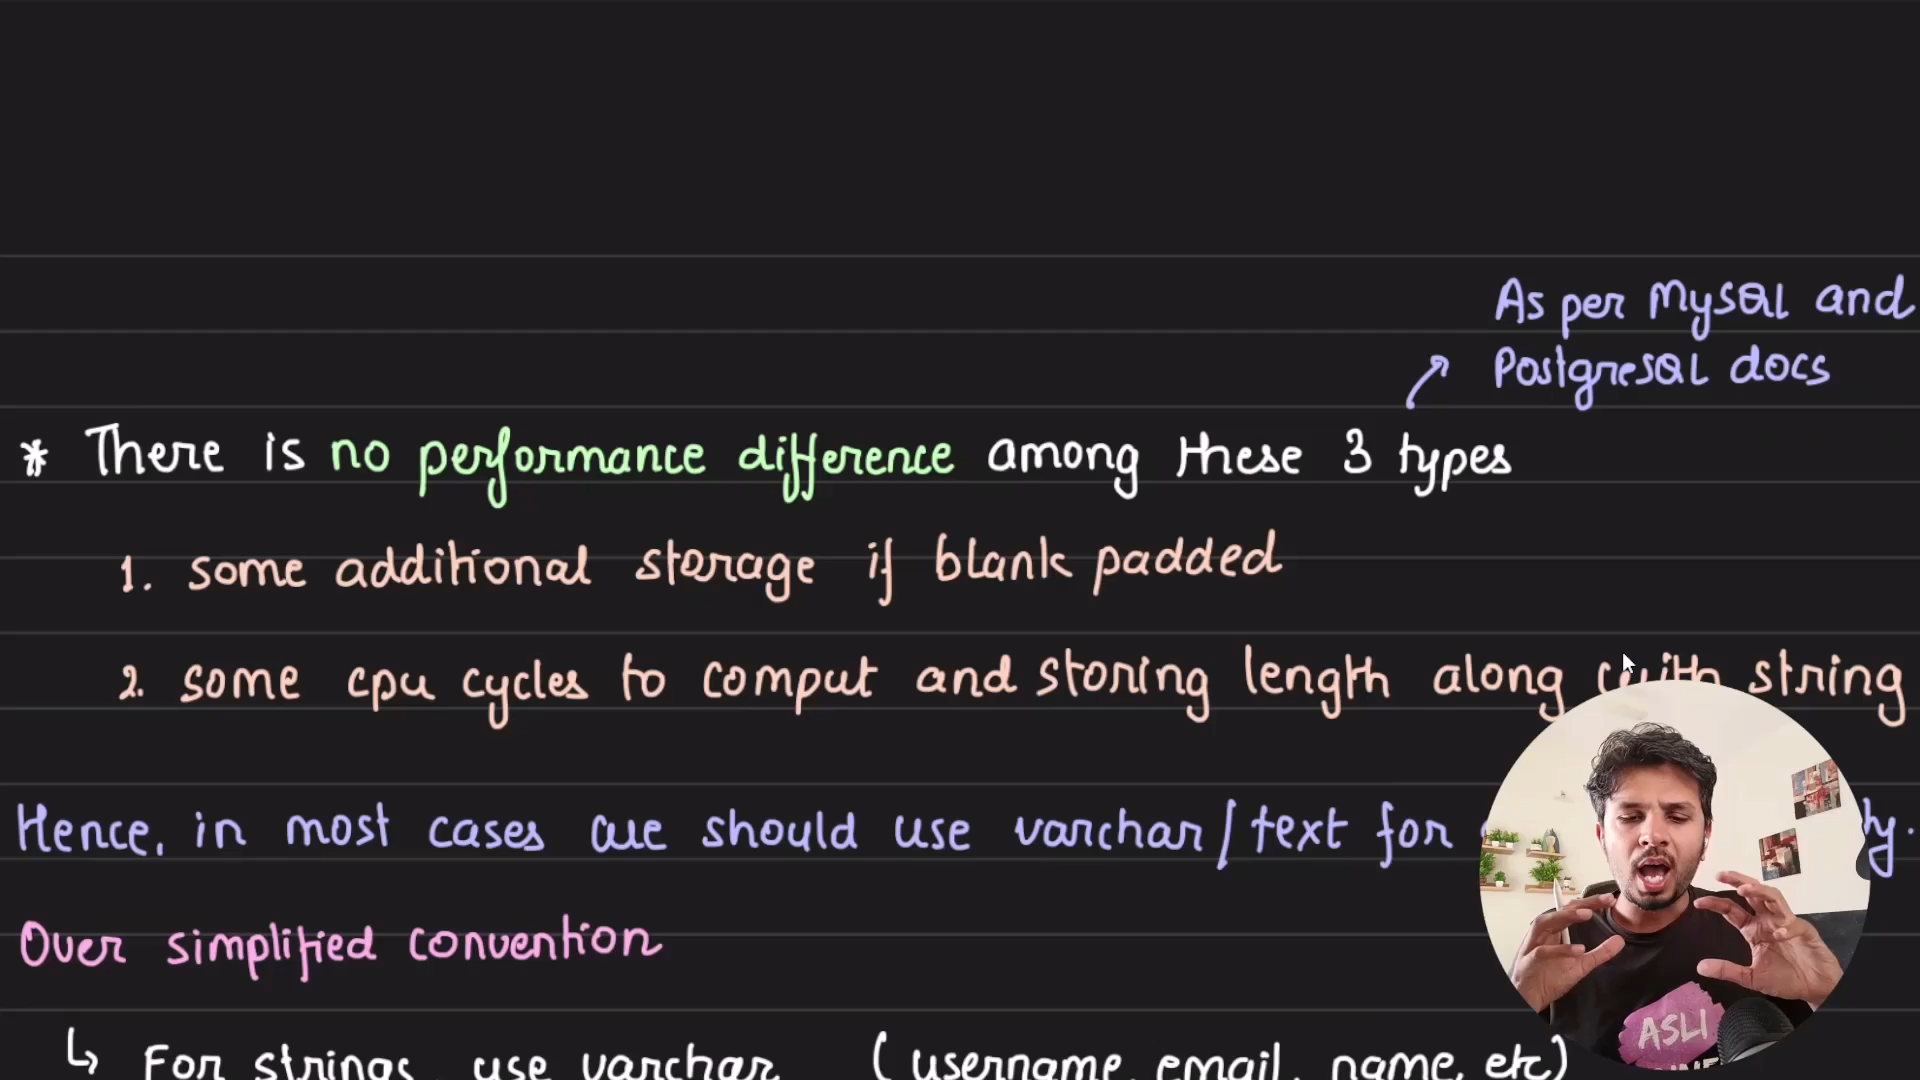 As per MySQL and
PostgreSQL docs
* There is no performance difference among these 3 types
1. some additional storage if blank padded
2. some cpu cycles to comput and storing length along with string
Hence, in most cases we should use varchar/text for
Over simplified convention
↳ For strings, use varchar (username, email, name, etc)
ASLI